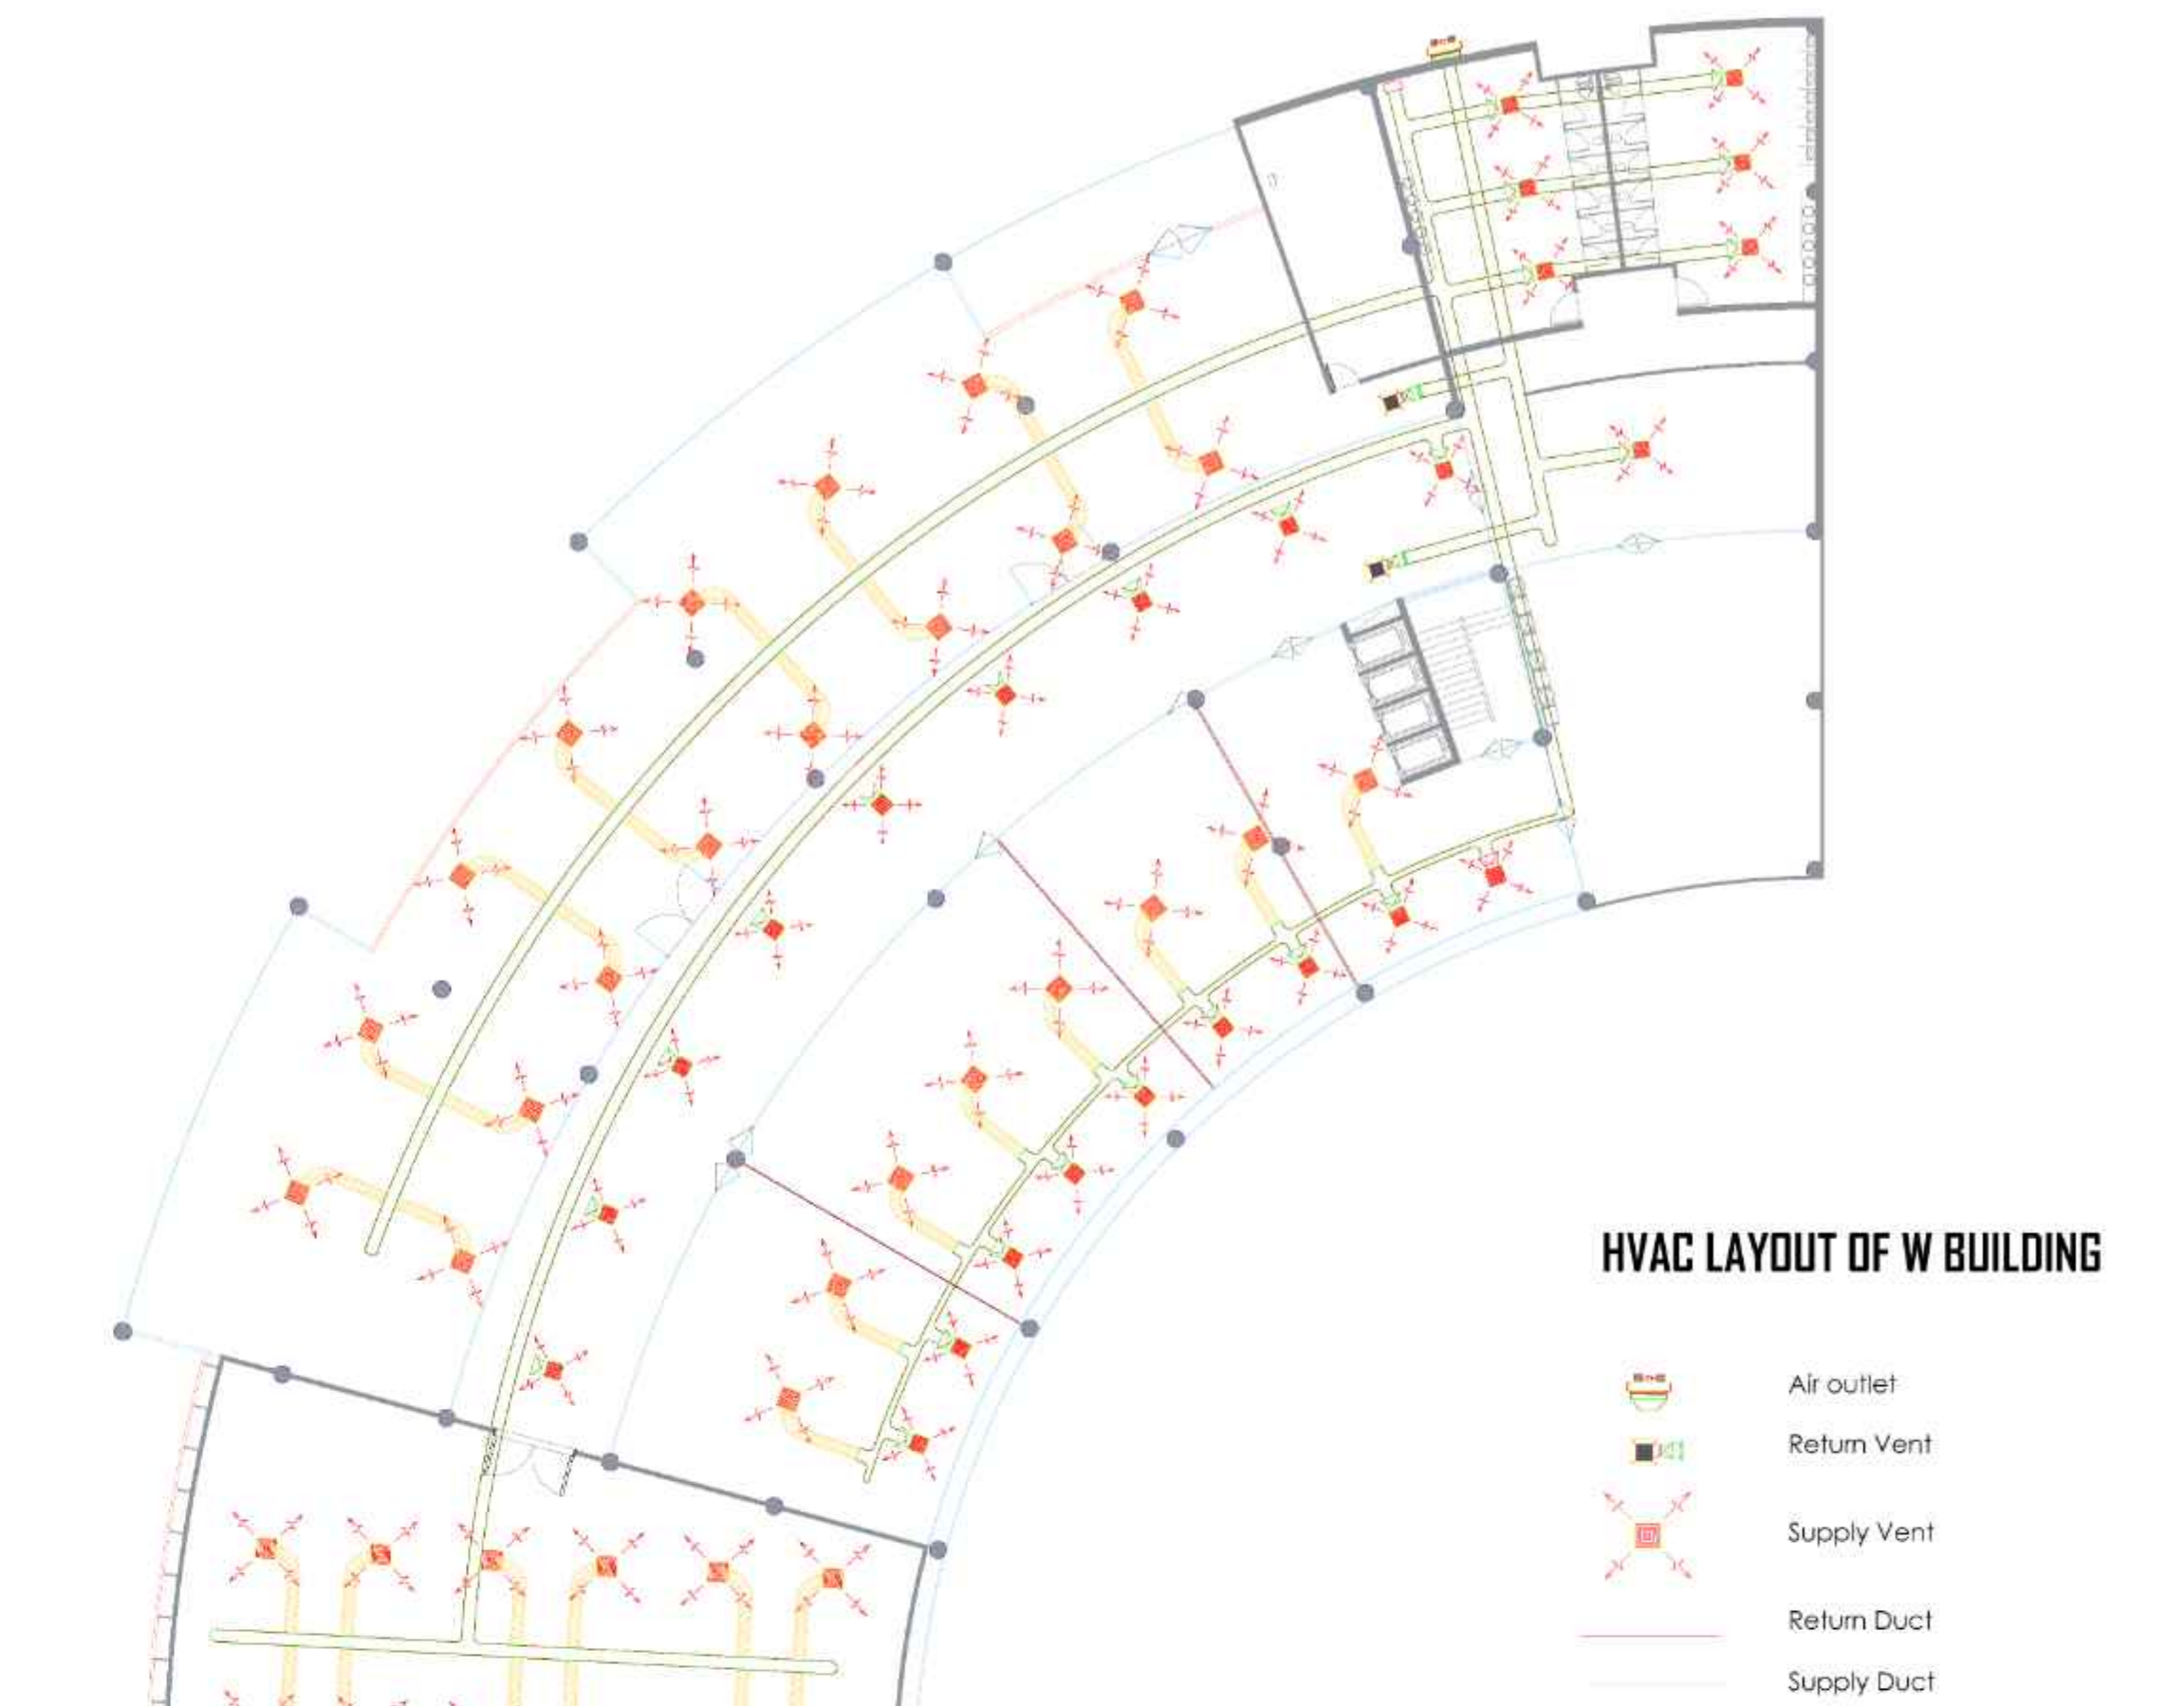 HVAC LAYOUT OF W BUILDING
Air outlet
Return Vent
Supply Vent
Return Duct
Supply Duct